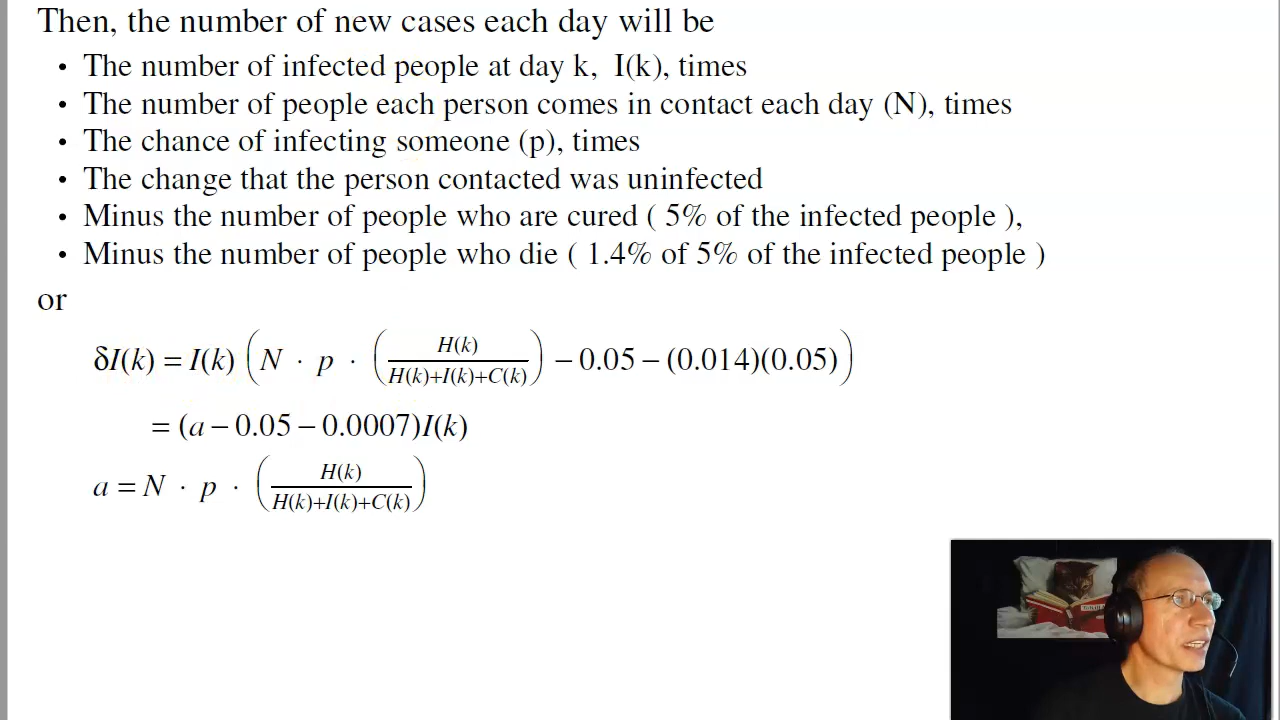 Then, the number of new cases each day will be
• The number of infected people at day k, I(k), times
• The number of people each person comes in contact each day (N), times
• The chance of infecting someone (p), times
• The change that the person contacted was uninfected
• Minus the number of people who are cured ( 5% of the infected people ),
• Minus the number of people who die ( 1.4% of 5% of the infected people )
or
δI(k) = I(k) (N · p · (H(k) / H(k)+I(k)+C(k)) − 0.05 − (0.014)(0.05))
= (a − 0.05 − 0.0007)I(k)
a = N · p · (H(k) / H(k)+I(k)+C(k))